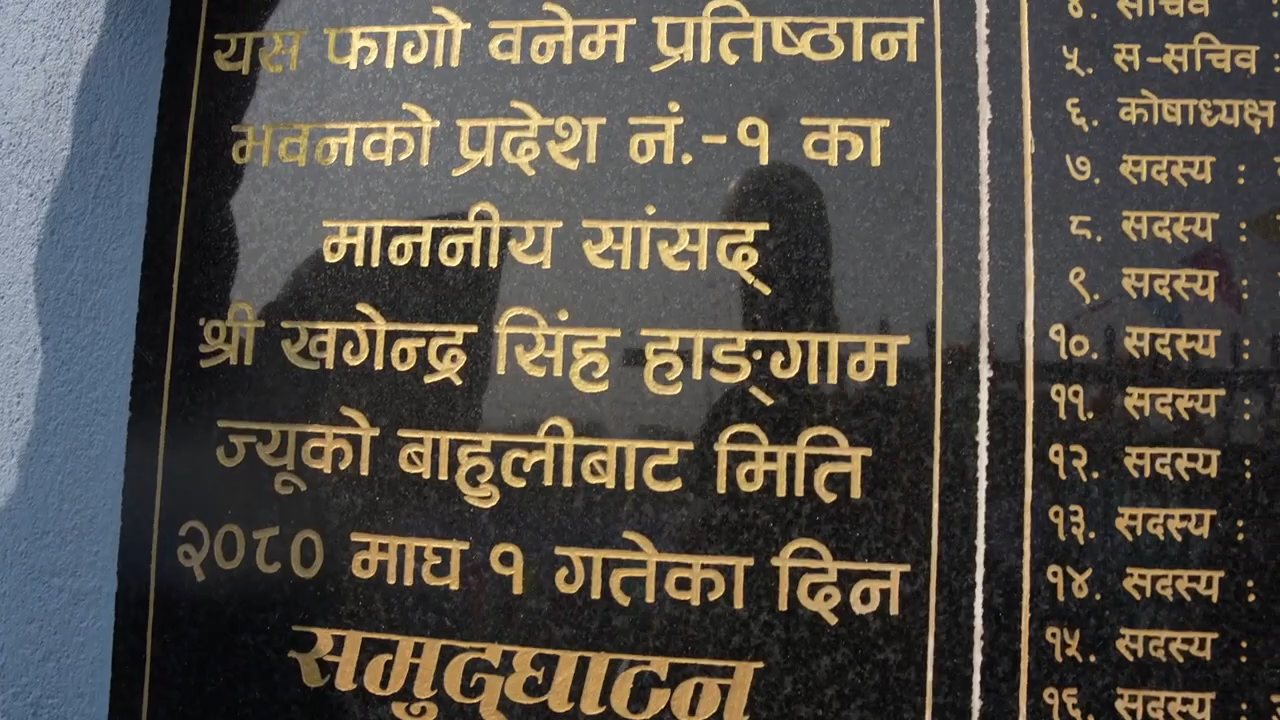 यस फागो वनेम प्रतिष्ठान
भवनको प्रदेश नं.-१ का
माननीय सांसद्
श्री खगेन्द्र सिंह हाङ्गाम
ज्यूको बाहुलीबाट मिति
२०८० माघ १ गतेका दिन
समुद्घाटन
४. सचिव :
५. स-सचिव :
६. कोषाध्यक्ष
७. सदस्य :
८. सदस्य :
९. सदस्य :
१०. सदस्य :
११. सदस्य :
१२. सदस्य :
१३. सदस्य :
१४. सदस्य :
१५. सदस्य :
१६. सदस्य :